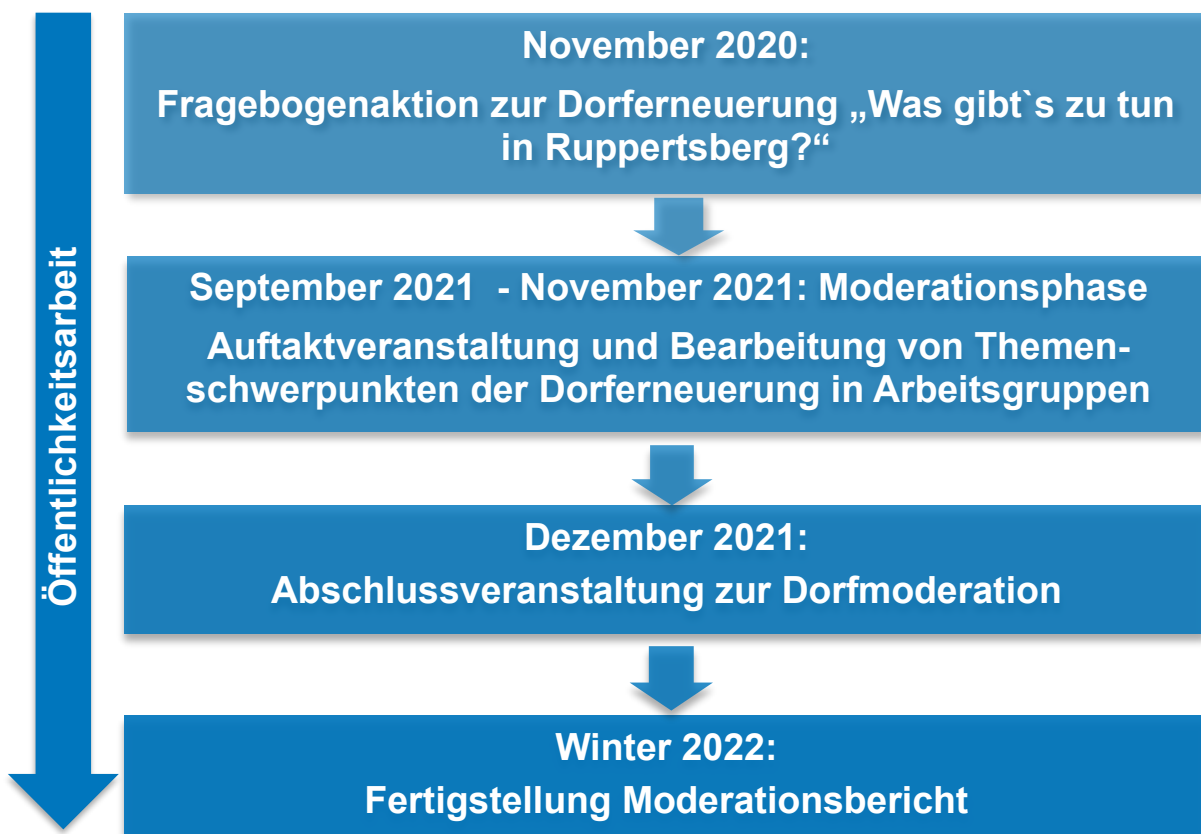 Öffentlichkeitsarbeit
November 2020:
Fragebogenaktion zur Dorferneuerung „Was gibt`s zu tun
in Ruppertsberg?“
September 2021 - November 2021: Moderationsphase
Auftaktveranstaltung und Bearbeitung von Themen-
schwerpunkten der Dorferneuerung in Arbeitsgruppen
Dezember 2021:
Abschlussveranstaltung zur Dorfmoderation
Winter 2022:
Fertigstellung Moderationsbericht